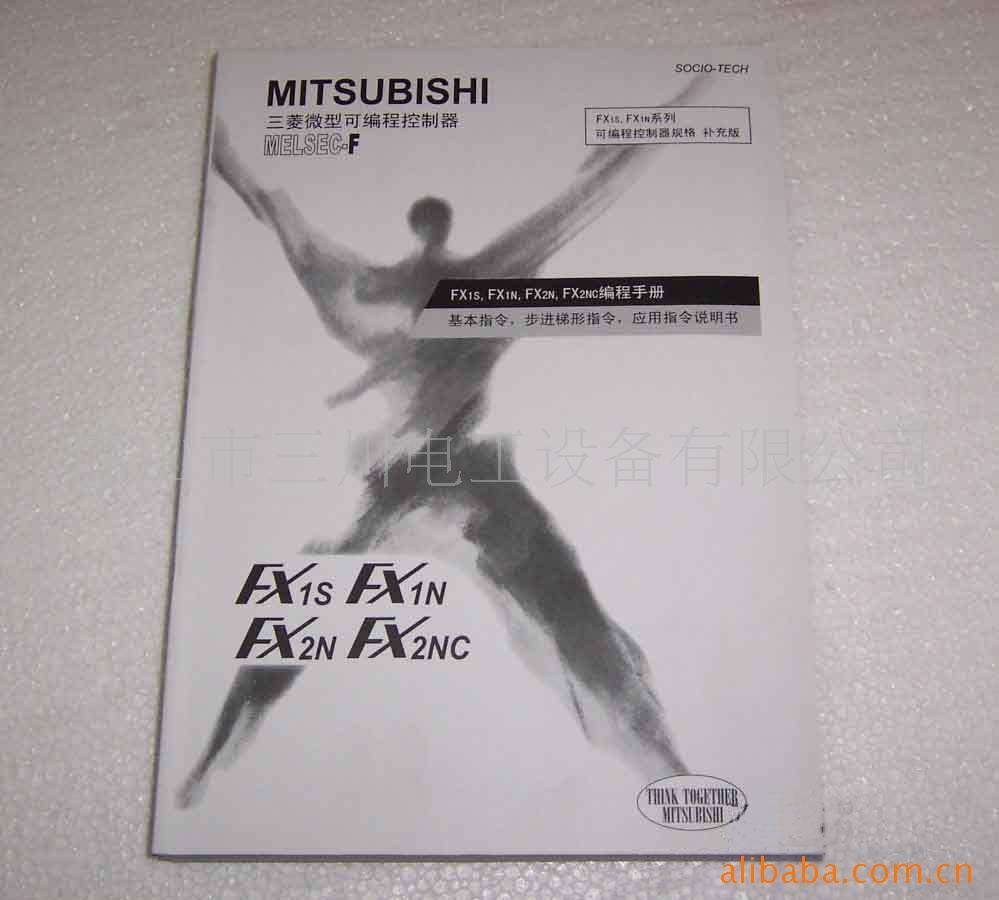 SOCIO-TECH
MITSUBISHI
三菱微型可编程控制器
MELSEC-F
FX1S, FX1N系列
可编程控制器规格 补充版
FX1S, FX1N, FX2N, FX2NC编程手册
基本指令，步进梯形指令，应用指令说明书
市三川电工设备有限公司
FX1S FX1N
FX2N FX2NC
THINK TOGETHER
MITSUBISHI
alibaba.com.cn